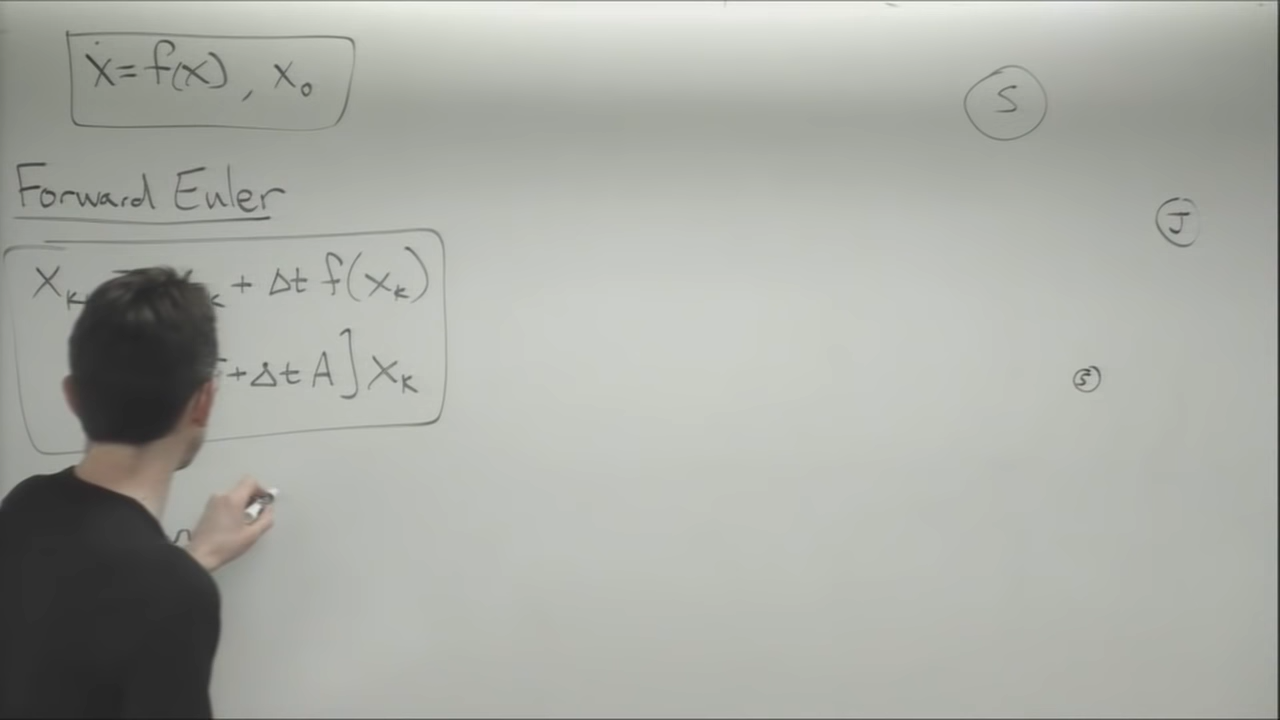 ẋ=f(x), x₀
S
Forward Euler
J
Xₖ + Δt f(xₖ)
+Δt A]Xₖ
S